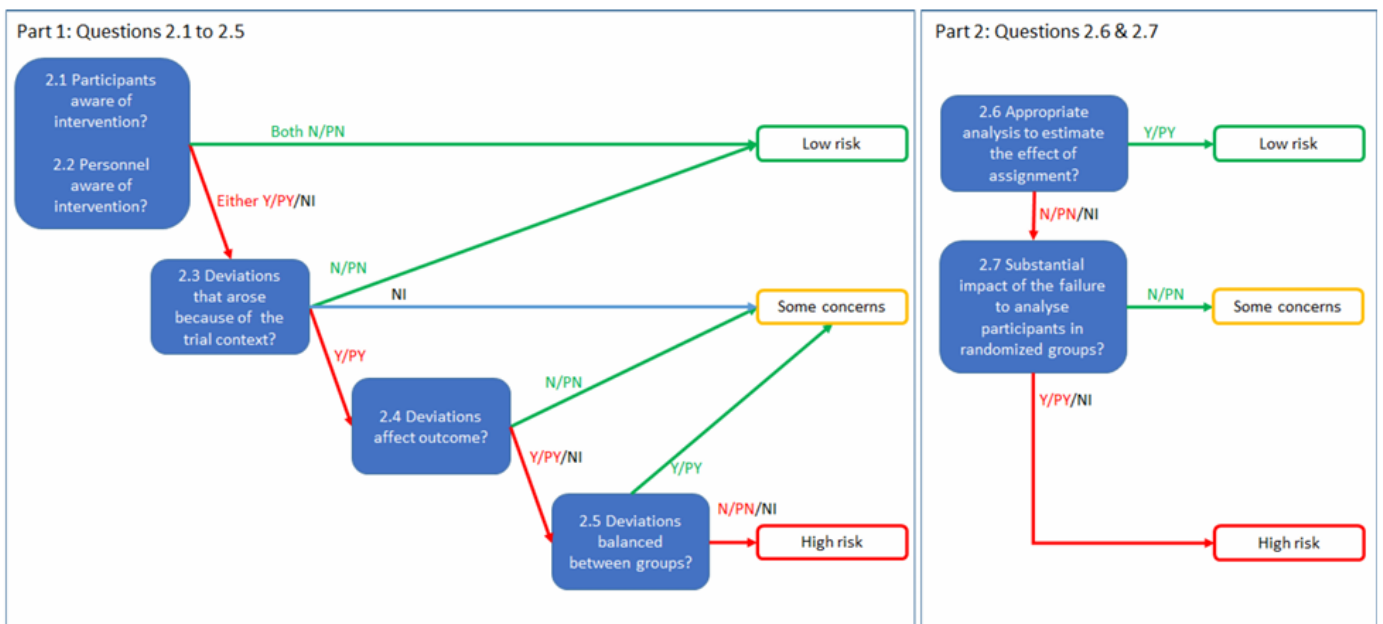 Part 1: Questions 2.1 to 2.5
2.1 Participants
aware of
intervention?
2.2 Personnel
aware of
intervention?
Both N/PN
Low risk
Either Y/PY/NI
2.3 Deviations
that arose
because of the
trial context?
N/PN
NI
Some concerns
Y/PY
2.4 Deviations
affect outcome?
N/PN
Y/PY/NI
Y/PY
2.5 Deviations
balanced
between groups?
N/PN/NI
High risk
Part 2: Questions 2.6 & 2.7
2.6 Appropriate
analysis to estimate
the effect of
assignment?
Y/PY
Low risk
N/PN/NI
2.7 Substantial
impact of the failure
to analyse
participants in
randomized groups?
N/PN
Some concerns
Y/PY/NI
High risk